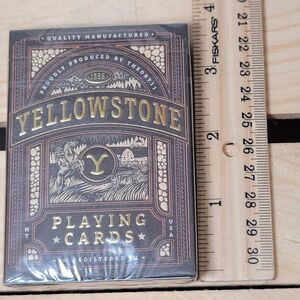 QUALITY MANUFACTURED
PROUDLY PRODUCED BY THEORY11
1886
YELLOWSTONE
Y
PLAYING
CARDS
MT
USA
REGISTERED
FISKARS
4
3
2
1
30 29 28 27 26 25 24 23 22 21